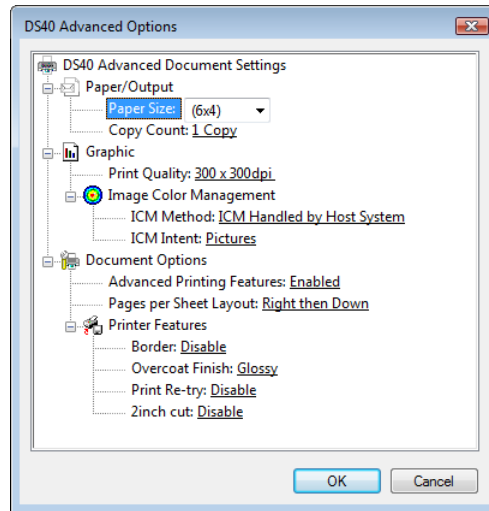 DS40 Advanced Options
DS40 Advanced Document Settings
Paper/Output
Paper Size: (6x4)
Copy Count: 1 Copy
Graphic
Print Quality: 300 x 300dpi
Image Color Management
ICM Method: ICM Handled by Host System
ICM Intent: Pictures
Document Options
Advanced Printing Features: Enabled
Pages per Sheet Layout: Right then Down
Printer Features
Border: Disable
Overcoat Finish: Glossy
Print Re-try: Disable
2inch cut: Disable
OK Cancel